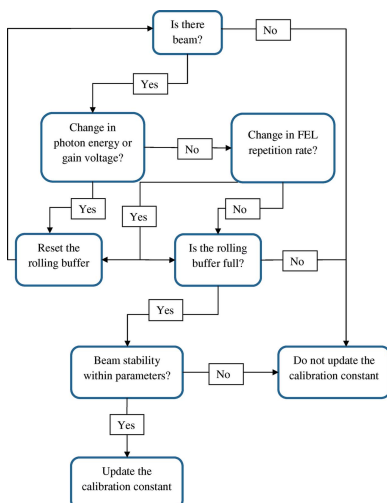 Is there
beam?
No
Yes
Change in
photon energy or
gain voltage?
No
Change in FEL
repetition rate?
Yes
Yes
No
Reset the
rolling buffer
Is the rolling
buffer full?
No
Yes
Beam stability
within parameters?
No
Do not update the
calibration constant
Yes
Update the
calibration constant